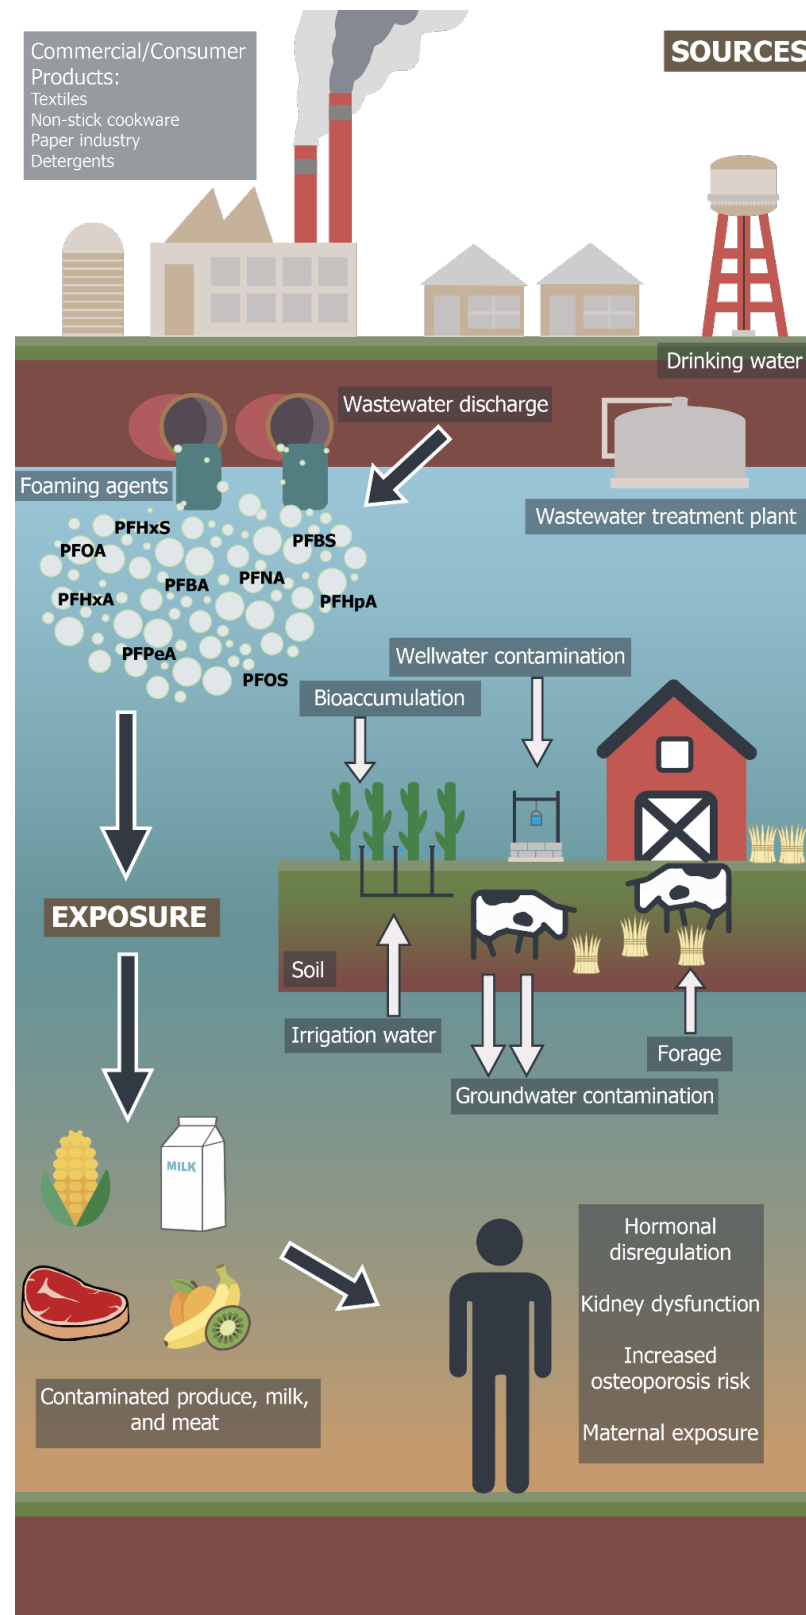 Commercial/Consumer
Products:
Textiles
Non-stick cookware
Paper industry
Detergents
SOURCES
Drinking water
Wastewater discharge
Foaming agents
Wastewater treatment plant
PFHxS
PFOA
PFBS
PFBA
PFNA
PFHxA
PFHpA
PFPeA
PFOS
Wellwater contamination
Bioaccumulation
EXPOSURE
Soil
Irrigation water
Forage
Groundwater contamination
MILK
Contaminated produce, milk,
and meat
Hormonal
disregulation
Kidney dysfunction
Increased
osteoporosis risk
Maternal exposure